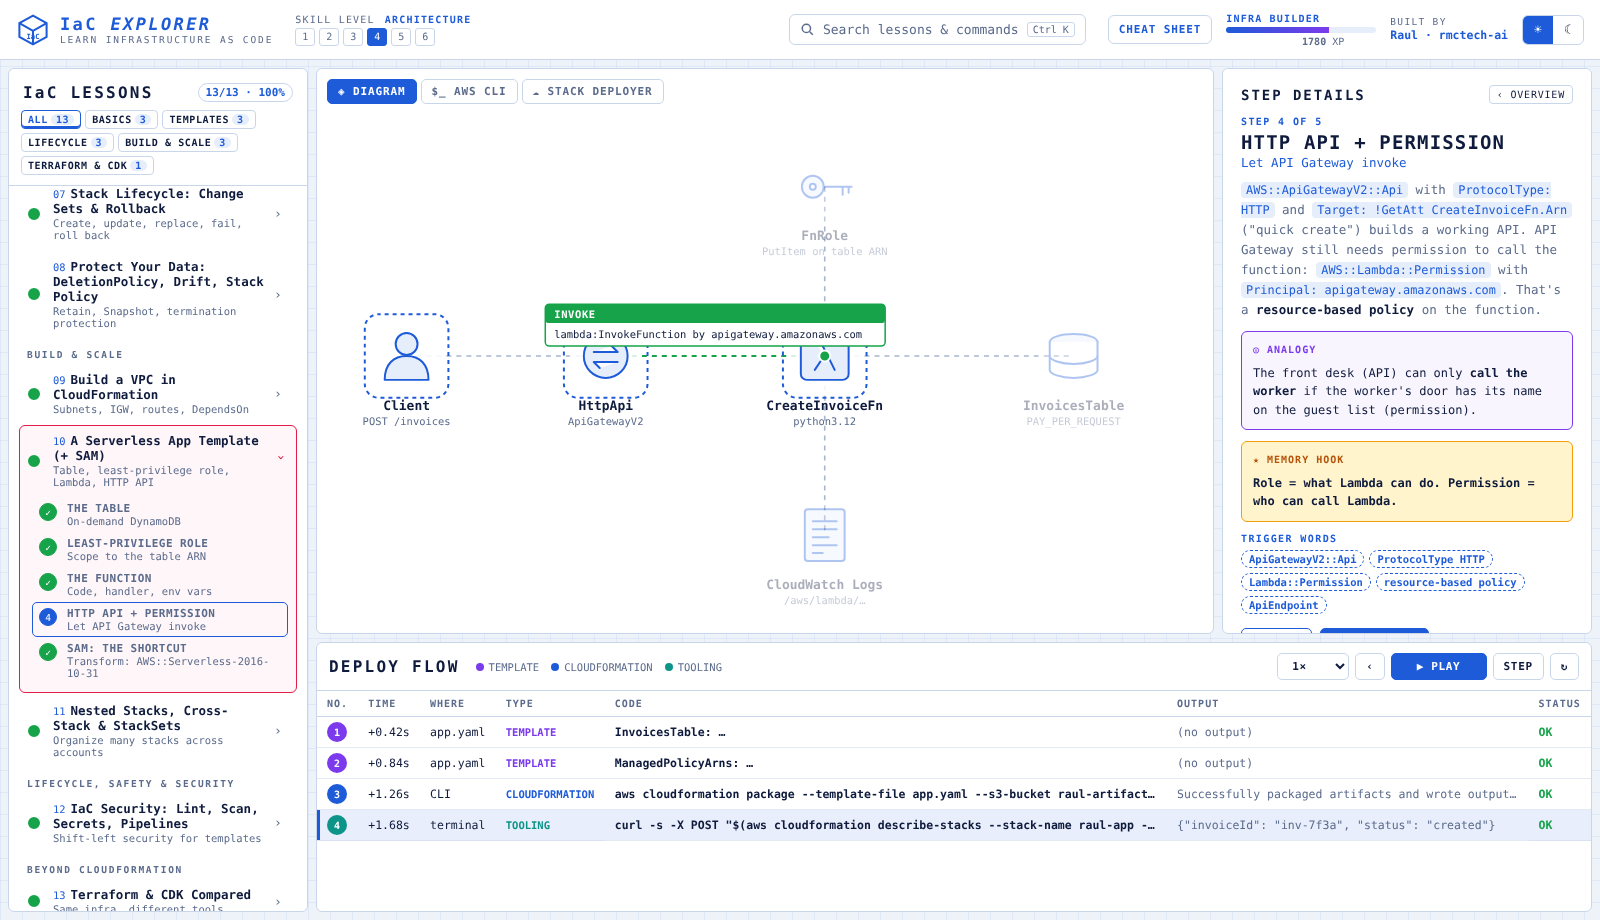 IaC EXPLORER
LEARN INFRASTRUCTURE AS CODE
SKILL LEVEL ARCHITECTURE
1 2 3 4 5 6
Search lessons & commands Ctrl K
CHEAT SHEET
INFRA BUILDER
1780 XP
BUILT BY
Raul · rmctech-ai
IaC LESSONS
13/13 · 100%
ALL 13 BASICS 3 TEMPLATES 3
LIFECYCLE 3 BUILD & SCALE 3
TERRAFORM & CDK 1
07 Stack Lifecycle: Change
Sets & Rollback
Create, update, replace, fail,
roll back
08 Protect Your Data:
DeletionPolicy, Drift, Stack
Policy
Retain, Snapshot, termination
protection
BUILD & SCALE
09 Build a VPC in
CloudFormation
Subnets, IGW, routes, DependsOn
10 A Serverless App Template
(+ SAM)
Table, least-privilege role,
Lambda, HTTP API
THE TABLE
On-demand DynamoDB
LEAST-PRIVILEGE ROLE
Scope to the table ARN
THE FUNCTION
Code, handler, env vars
4 HTTP API + PERMISSION
Let API Gateway invoke
SAM: THE SHORTCUT
Transform: AWS::Serverless-2016-
10-31
11 Nested Stacks, Cross-
Stack & StackSets
Organize many stacks across
accounts
LIFECYCLE, SAFETY & SECURITY
12 IaC Security: Lint, Scan,
Secrets, Pipelines
Shift-left security for templates
BEYOND CLOUDFORMATION
13 Terraform & CDK Compared
Same infra, different tools
DIAGRAM
$_ AWS CLI
STACK DEPLOYER
FnRole
PutItem on table ARN
INVOKE
lambda:InvokeFunction by apigateway.amazonaws.com
Client
POST /invoices
HttpApi
ApiGatewayV2
CreateInvoiceFn
python3.12
InvoicesTable
PAY_PER_REQUEST
CloudWatch Logs
/aws/lambda/…
STEP DETAILS
‹ OVERVIEW
STEP 4 OF 5
HTTP API + PERMISSION
Let API Gateway invoke
AWS::ApiGatewayV2::Api with ProtocolType:
HTTP and Target: !GetAtt CreateInvoiceFn.Arn
("quick create") builds a working API. API
Gateway still needs permission to call the
function: AWS::Lambda::Permission with
Principal: apigateway.amazonaws.com. That's
a resource-based policy on the function.
ANALOGY
The front desk (API) can only call the
worker if the worker's door has its name
on the guest list (permission).
MEMORY HOOK
Role = what Lambda can do. Permission =
who can call Lambda.
TRIGGER WORDS
ApiGatewayV2::Api ProtocolType HTTP
Lambda::Permission resource-based policy
ApiEndpoint
DEPLOY FLOW
TEMPLATE CLOUDFORMATION TOOLING
1× ‹ ▶ PLAY STEP ↻
NO. TIME WHERE TYPE CODE OUTPUT STATUS
1 +0.42s app.yaml TEMPLATE InvoicesTable: … (no output) OK
2 +0.84s app.yaml TEMPLATE ManagedPolicyArns: … (no output) OK
3 +1.26s CLI CLOUDFORMATION aws cloudformation package --template-file app.yaml --s3-bucket raul-artifact… Successfully packaged artifacts and wrote output… OK
4 +1.68s terminal TOOLING curl -s -X POST "$(aws cloudformation describe-stacks --stack-name raul-app -… {"invoiceId": "inv-7f3a", "status": "created"} OK